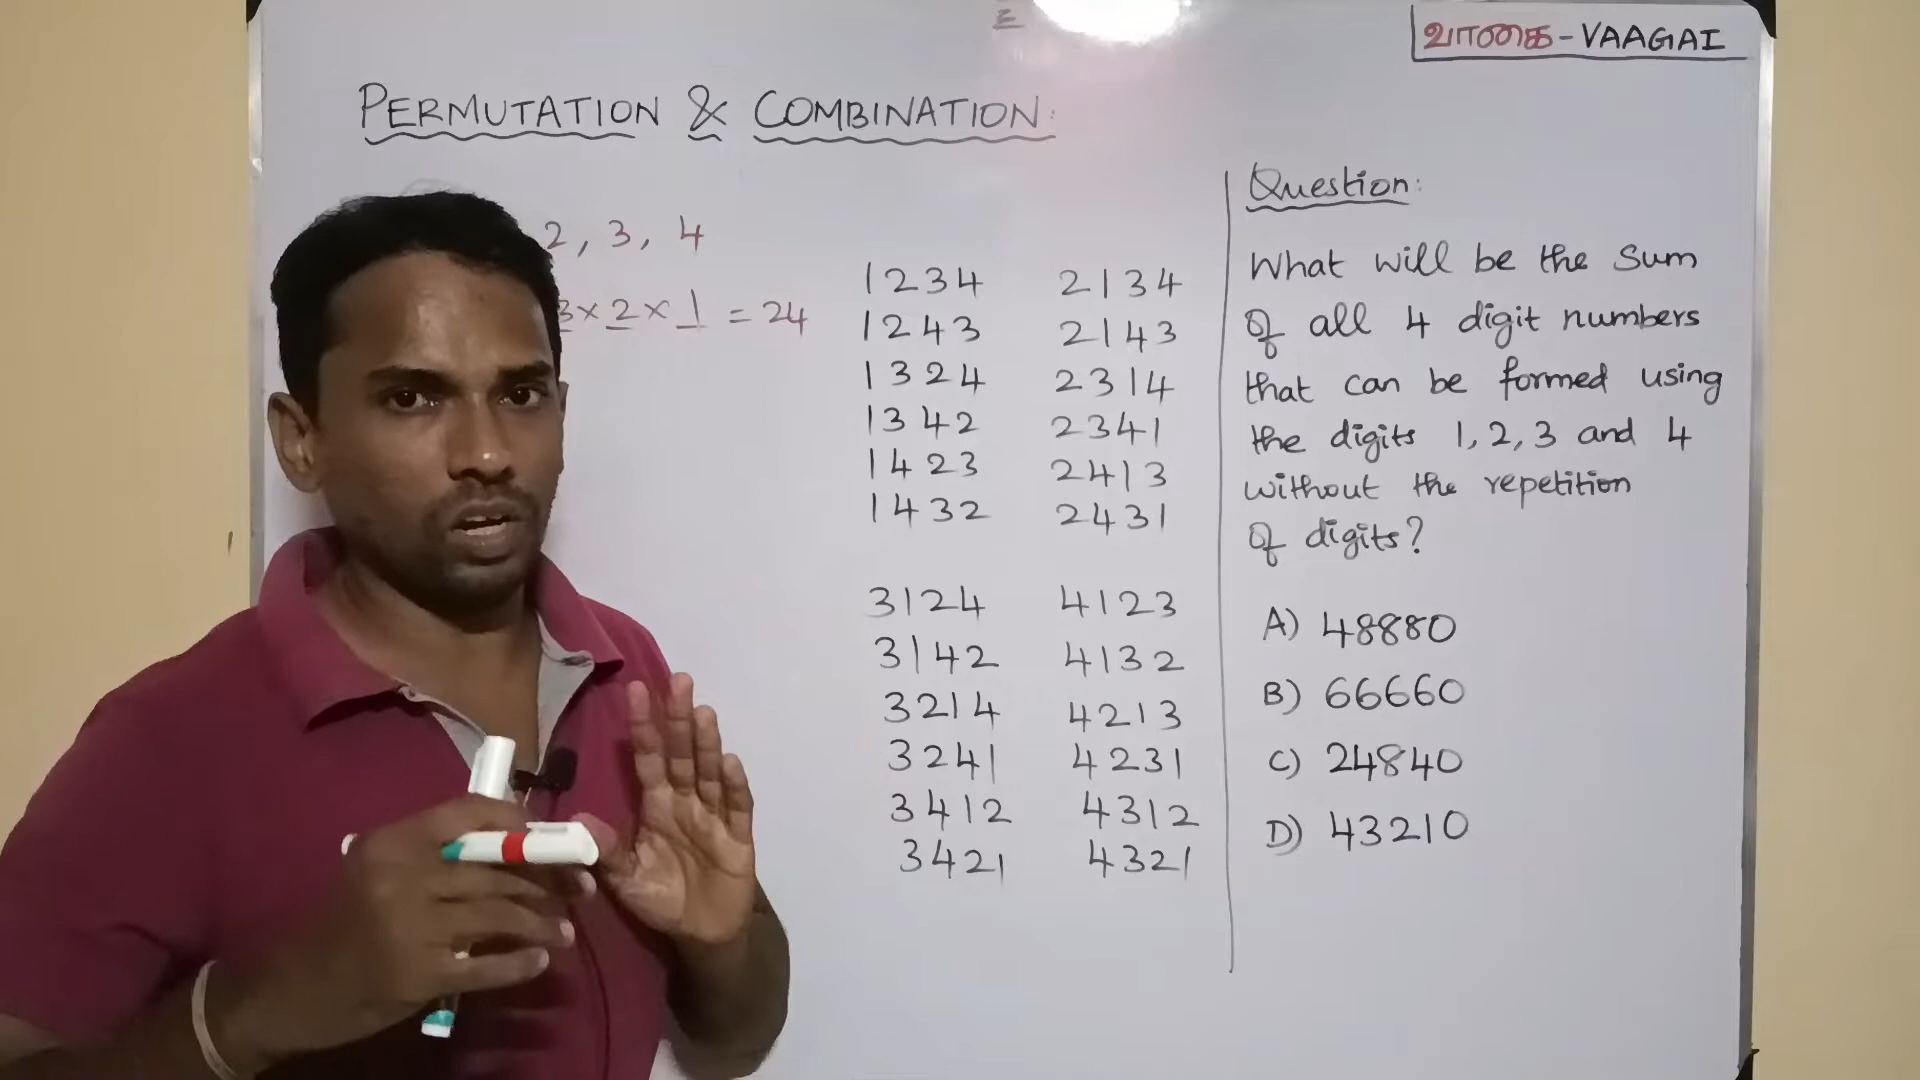 வாகை - VAAGAI
PERMUTATION & COMBINATION:
2, 3, 4
3 × 2 × 1 = 24
1234 2134
1243 2143
1324 2314
1342 2341
1423 2413
1432 2431
3124 4123
3142 4132
3214 4213
3241 4231
3412 4312
3421 4321
Question:
What will be the Sum
Of all 4 digit numbers
that can be formed using
the digits 1, 2, 3 and 4
without the repetition
Of digits?
A) 48880
B) 66660
C) 24840
D) 43210